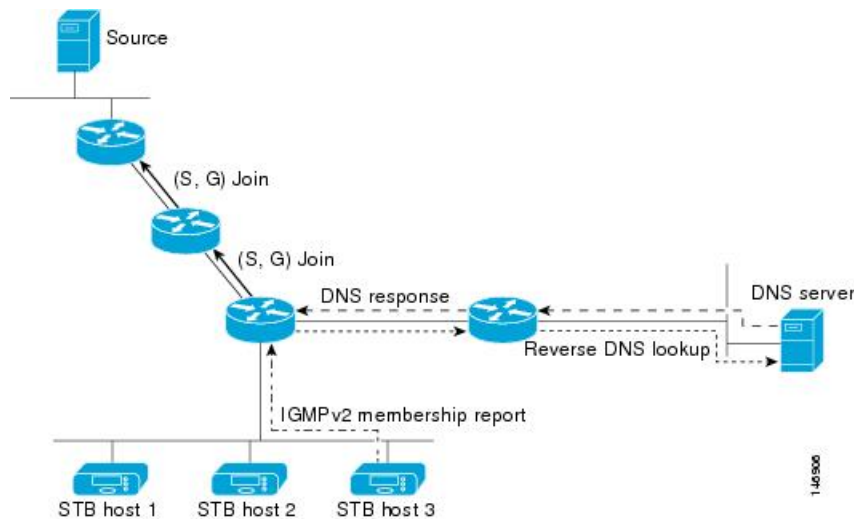 Source
(S, G) Join
(S, G) Join
DNS response
DNS server
Reverse DNS lookup
IGMPv2 membership report
STB host 1
STB host 2
STB host 3
146906